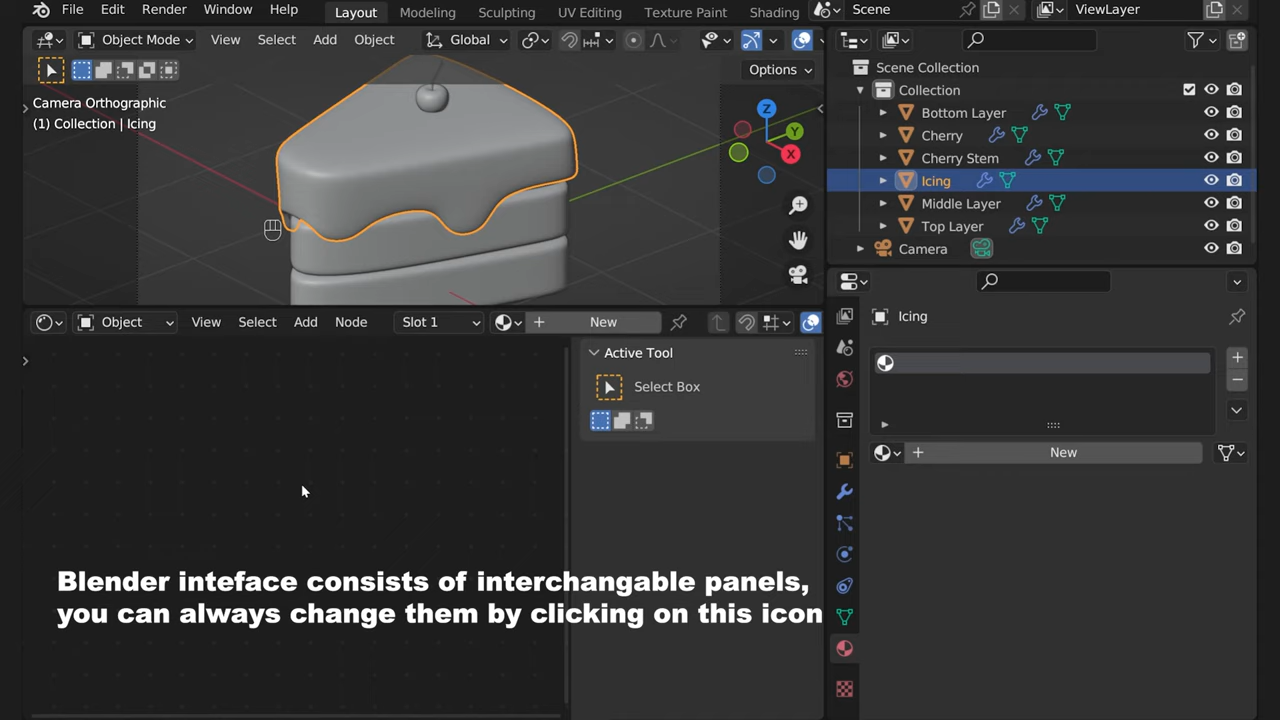 File Edit Render Window Help Layout Modeling Sculpting UV Editing Texture Paint Shading Scene ViewLayer
Object Mode View Select Add Object Global
Options
Camera Orthographic
(1) Collection | Icing
Z
Y
X
Scene Collection
Collection
Bottom Layer
Cherry
Cherry Stem
Icing
Middle Layer
Top Layer
Camera
Object View Select Add Node Slot 1 New
Active Tool
Select Box
Icing
New
Blender inteface consists of interchangable panels,
you can always change them by clicking on this icon